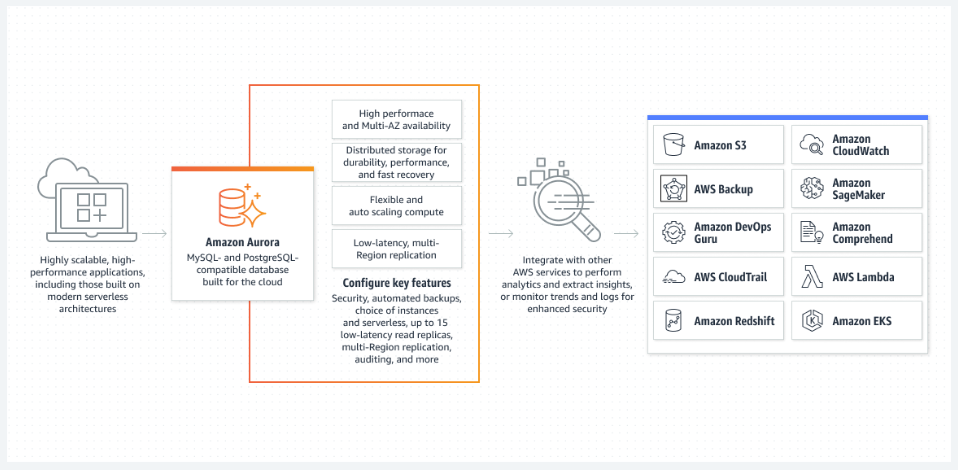 Highly scalable, high-
performance applications,
including those built on
modern serverless
architectures
Amazon Aurora
MySQL- and PostgreSQL-
compatible database
built for the cloud
High performace
and Multi-AZ availability
Distributed storage for
durability, performance,
and fast recovery
Flexible and
auto scaling compute
Low-latency, multi-
Region replication
Configure key features
Security, automated backups,
choice of instances
and serverless, up to 15
low-latency read replicas,
multi-Region replication,
auditing, and more
Integrate with other
AWS services to perform
analytics and extract insights,
or monitor trends and logs for
enhanced security
Amazon S3
Amazon
CloudWatch
AWS Backup
Amazon
SageMaker
Amazon DevOps
Guru
Amazon
Comprehend
AWS CloudTrail
AWS Lambda
Amazon Redshift
Amazon EKS